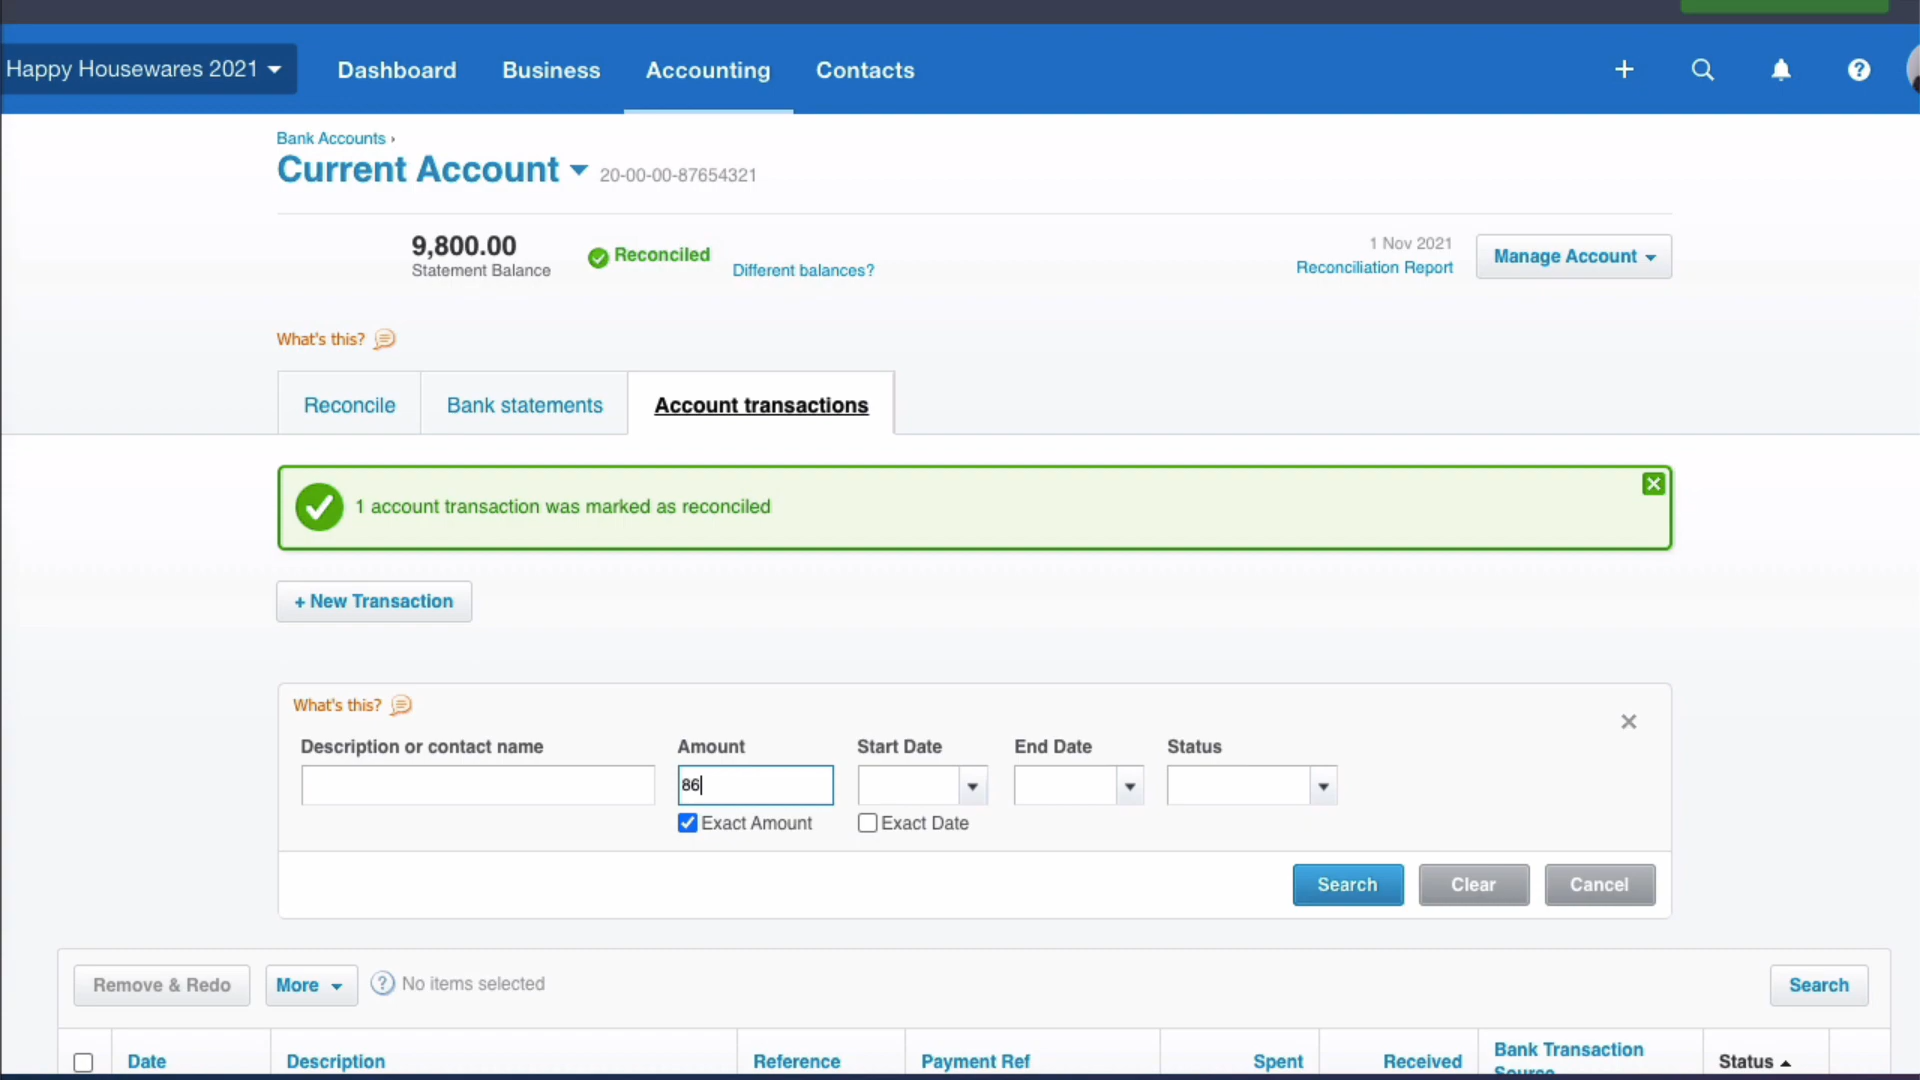 Happy Housewares 2021
Dashboard
Business
Accounting
Contacts
Bank Accounts ›
Current Account 20-00-00-87654321
9,800.00
Statement Balance
Reconciled
Different balances?
1 Nov 2021
Reconciliation Report
Manage Account
What's this?
Reconcile
Bank statements
Account transactions
1 account transaction was marked as reconciled
+ New Transaction
What's this?
Description or contact name
Amount
Start Date
End Date
Status
86
Exact Amount
Exact Date
Search
Clear
Cancel
Remove & Redo
More
? No items selected
Search
Date
Description
Reference
Payment Ref
Spent
Received
Bank Transaction
Source
Status